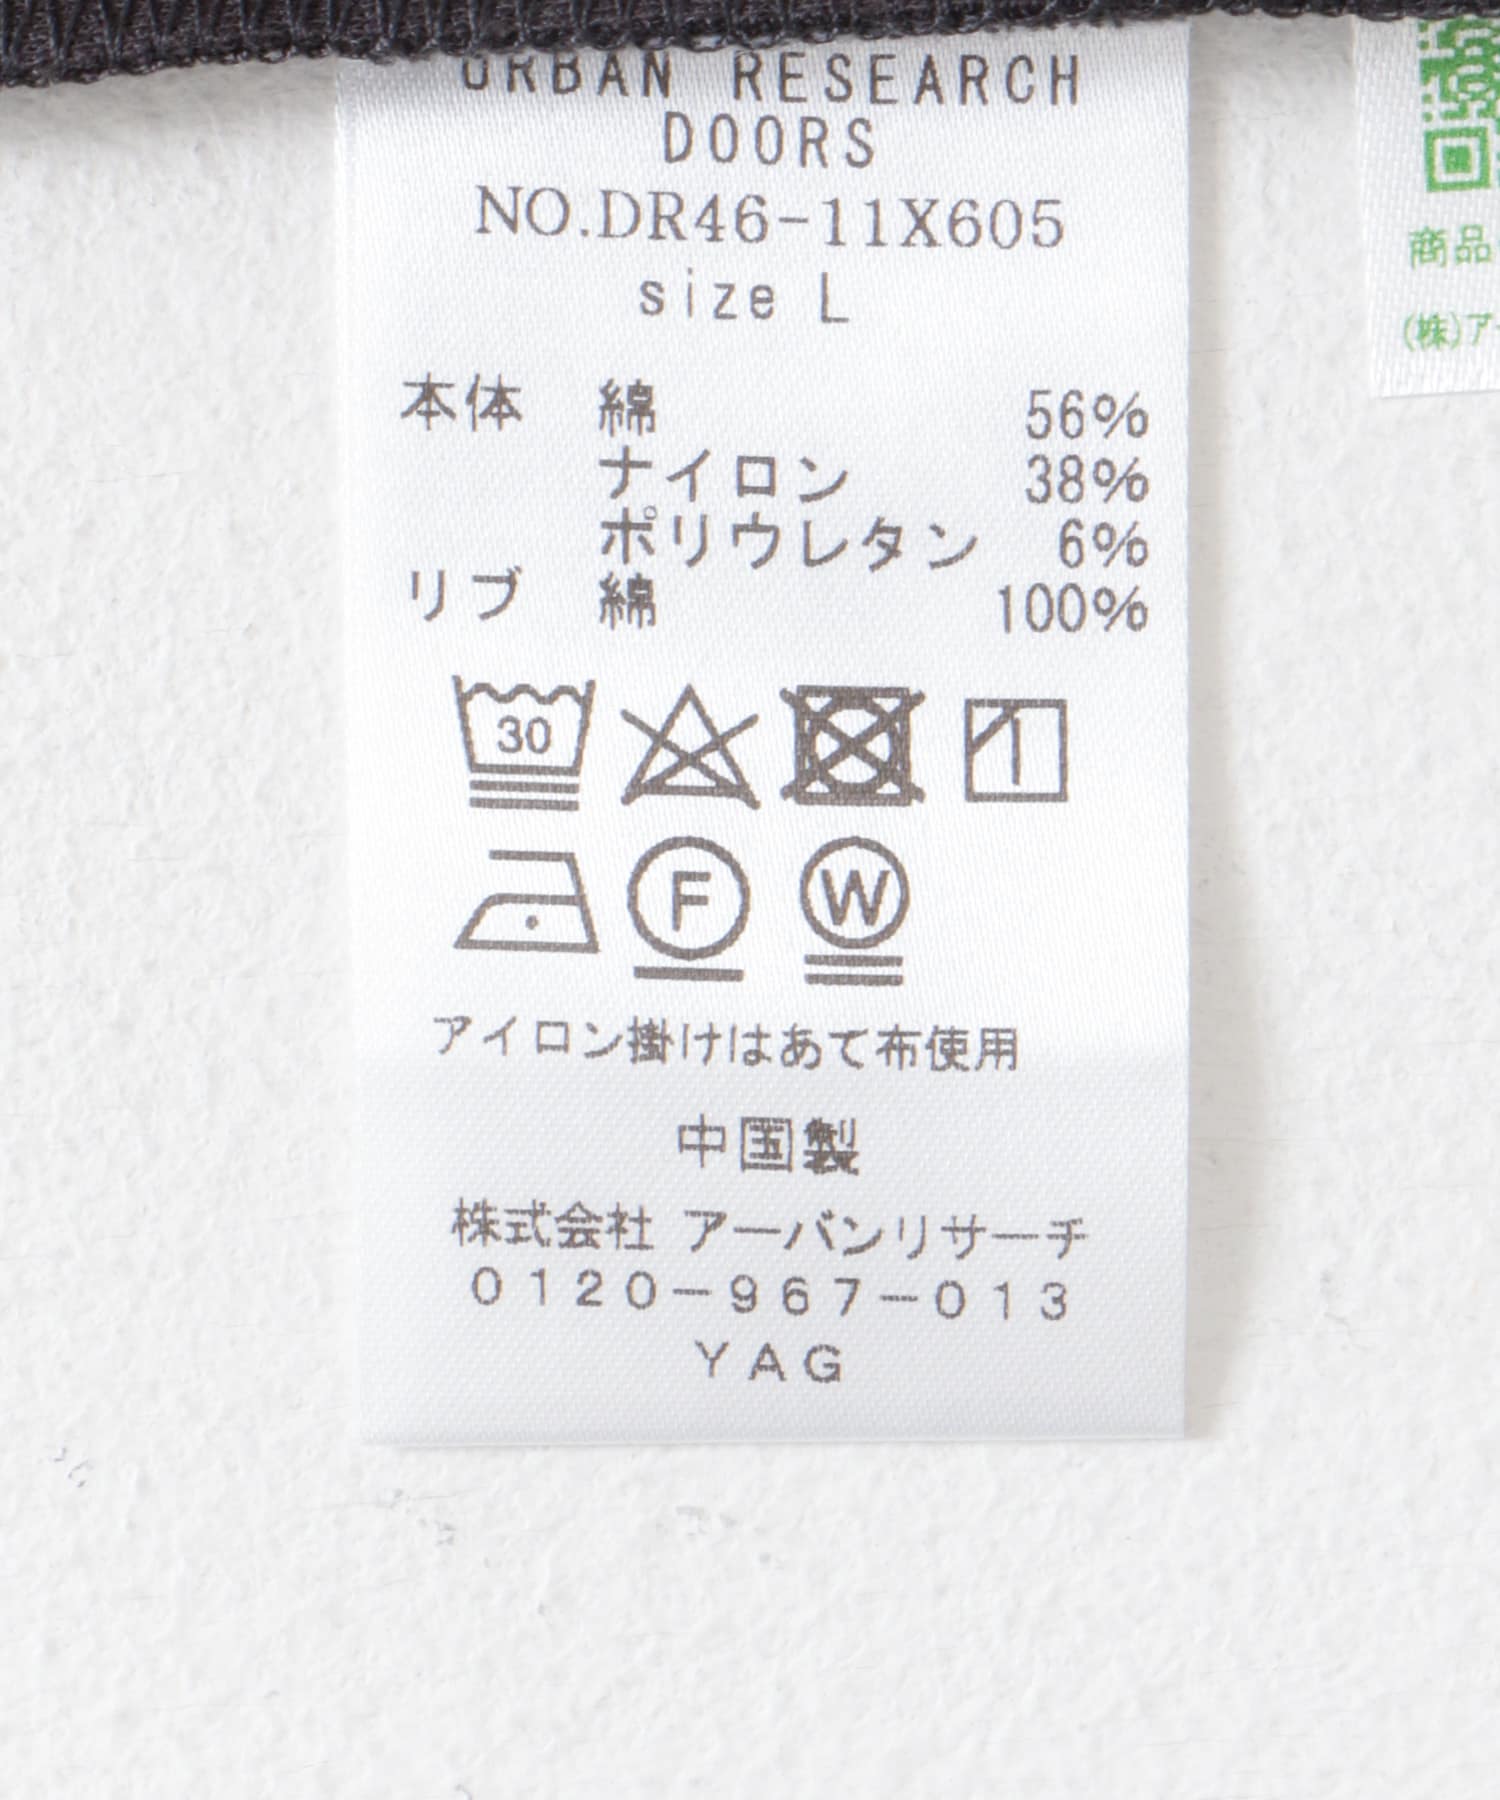 URBAN RESEARCH
DOORS
NO.DR46-11X605
size L
本体 綿 56%
ナイロン 38%
ポリウレタン 6%
リブ 綿 100%
30
F
W
アイロン掛けはあて布使用
中国製
株式会社 アーバンリサーチ
0120-967-013
YAG
商品
(株)ア